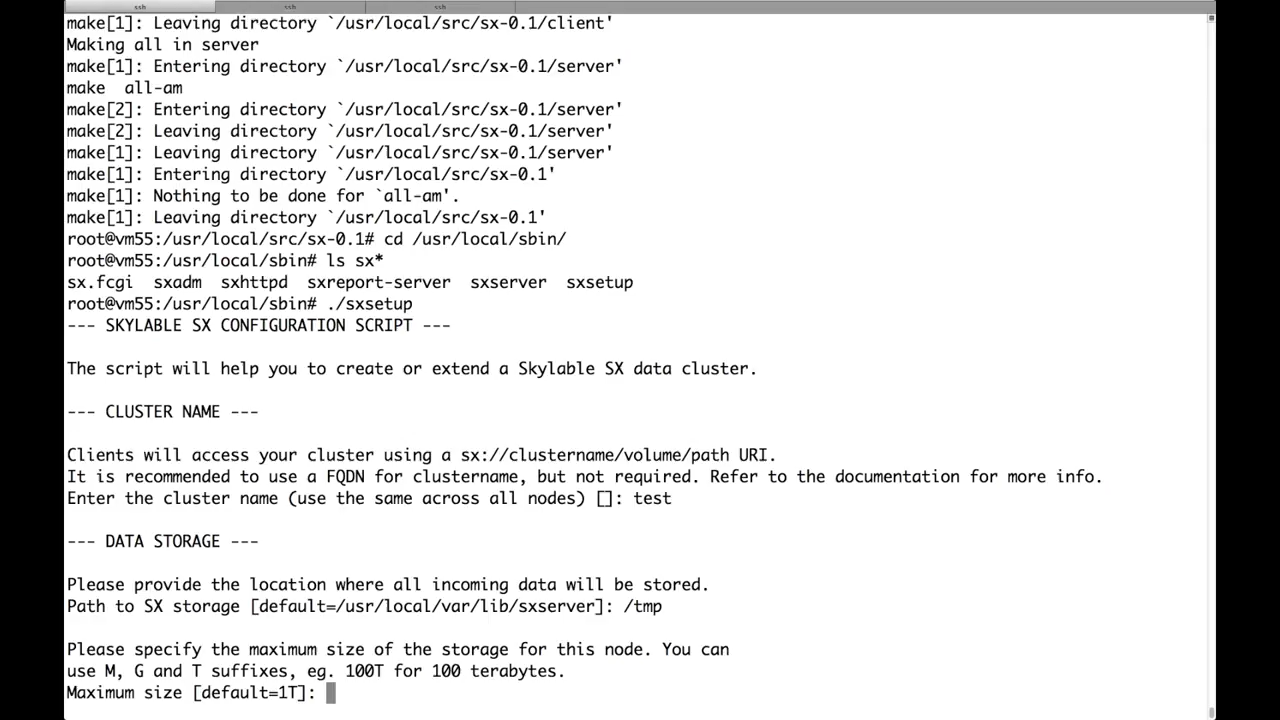 ssh ssh ssh
make[1]: Leaving directory `/usr/local/src/sx-0.1/client'
Making all in server
make[1]: Entering directory `/usr/local/src/sx-0.1/server'
make  all-am
make[2]: Entering directory `/usr/local/src/sx-0.1/server'
make[2]: Leaving directory `/usr/local/src/sx-0.1/server'
make[1]: Leaving directory `/usr/local/src/sx-0.1/server'
make[1]: Entering directory `/usr/local/src/sx-0.1'
make[1]: Nothing to be done for `all-am'.
make[1]: Leaving directory `/usr/local/src/sx-0.1'
root@vm55:/usr/local/src/sx-0.1# cd /usr/local/sbin/
root@vm55:/usr/local/sbin# ls sx*
sx.fcgi  sxadm  sxhttpd  sxreport-server  sxserver  sxsetup
root@vm55:/usr/local/sbin# ./sxsetup
--- SKYLABLE SX CONFIGURATION SCRIPT ---
The script will help you to create or extend a Skylable SX data cluster.
--- CLUSTER NAME ---
Clients will access your cluster using a sx://clustername/volume/path URI.
It is recommended to use a FQDN for clustername, but not required. Refer to the documentation for more info.
Enter the cluster name (use the same across all nodes) []: test
--- DATA STORAGE ---
Please provide the location where all incoming data will be stored.
Path to SX storage [default=/usr/local/var/lib/sxserver]: /tmp
Please specify the maximum size of the storage for this node. You can
use M, G and T suffixes, eg. 100T for 100 terabytes.
Maximum size [default=1T]: